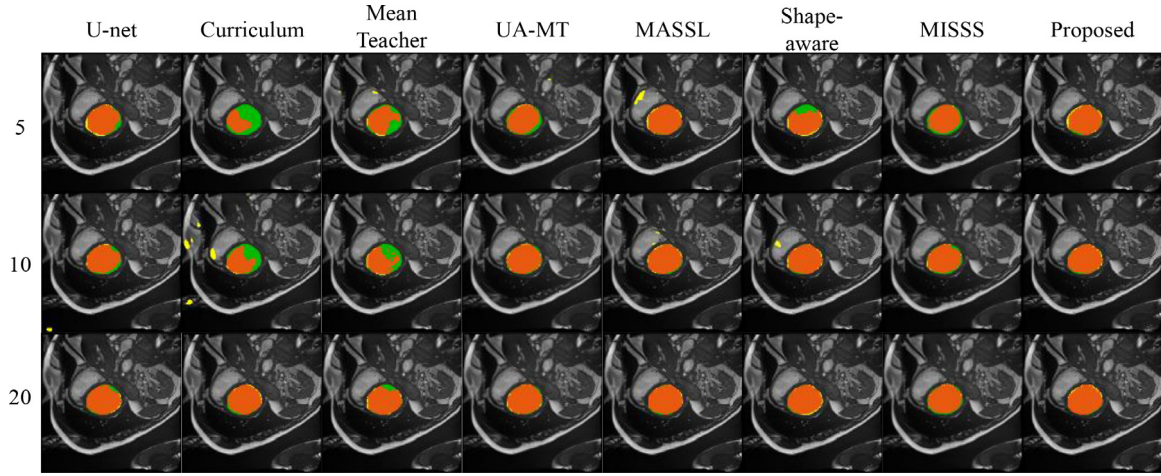 U-net Curriculum Mean Teacher UA-MT MASSL Shape-aware MISSS Proposed
5
10
20